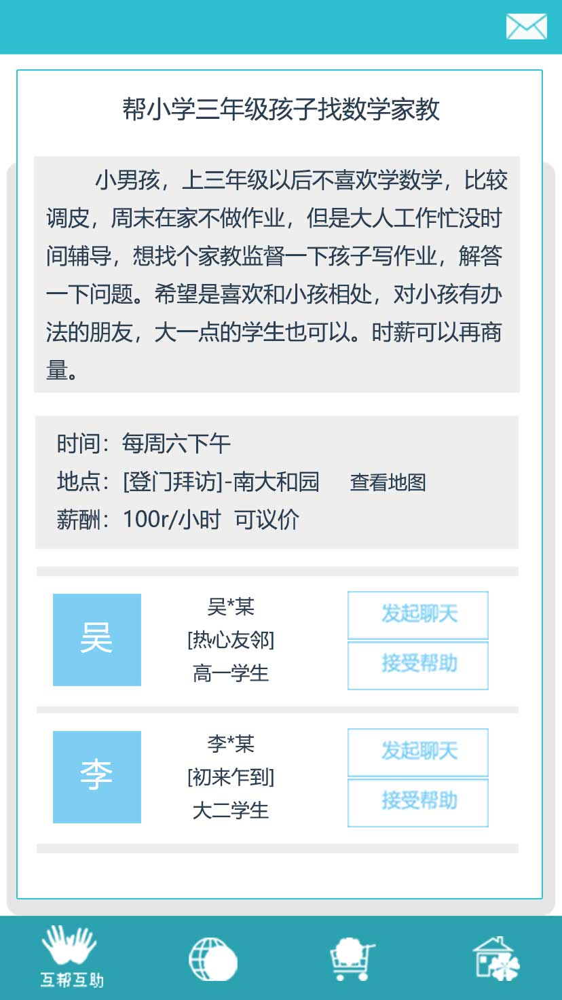 帮小学三年级孩子找数学家教
小男孩，上三年级以后不喜欢学数学，比较
调皮，周末在家不做作业，但是大人工作忙没时
间辅导，想找个家教监督一下孩子写作业，解答
一下问题。希望是喜欢和小孩相处，对小孩有办
法的朋友，大一点的学生也可以。时薪可以再商
量。
时间：每周六下午
地点：[登门拜访]-南大和园 查看地图
薪酬：100r/小时 可议价
吴
吴*某
[热心友邻]
高一学生
发起聊天
接受帮助
李
李*某
[初来乍到]
大二学生
发起聊天
接受帮助
互帮互助